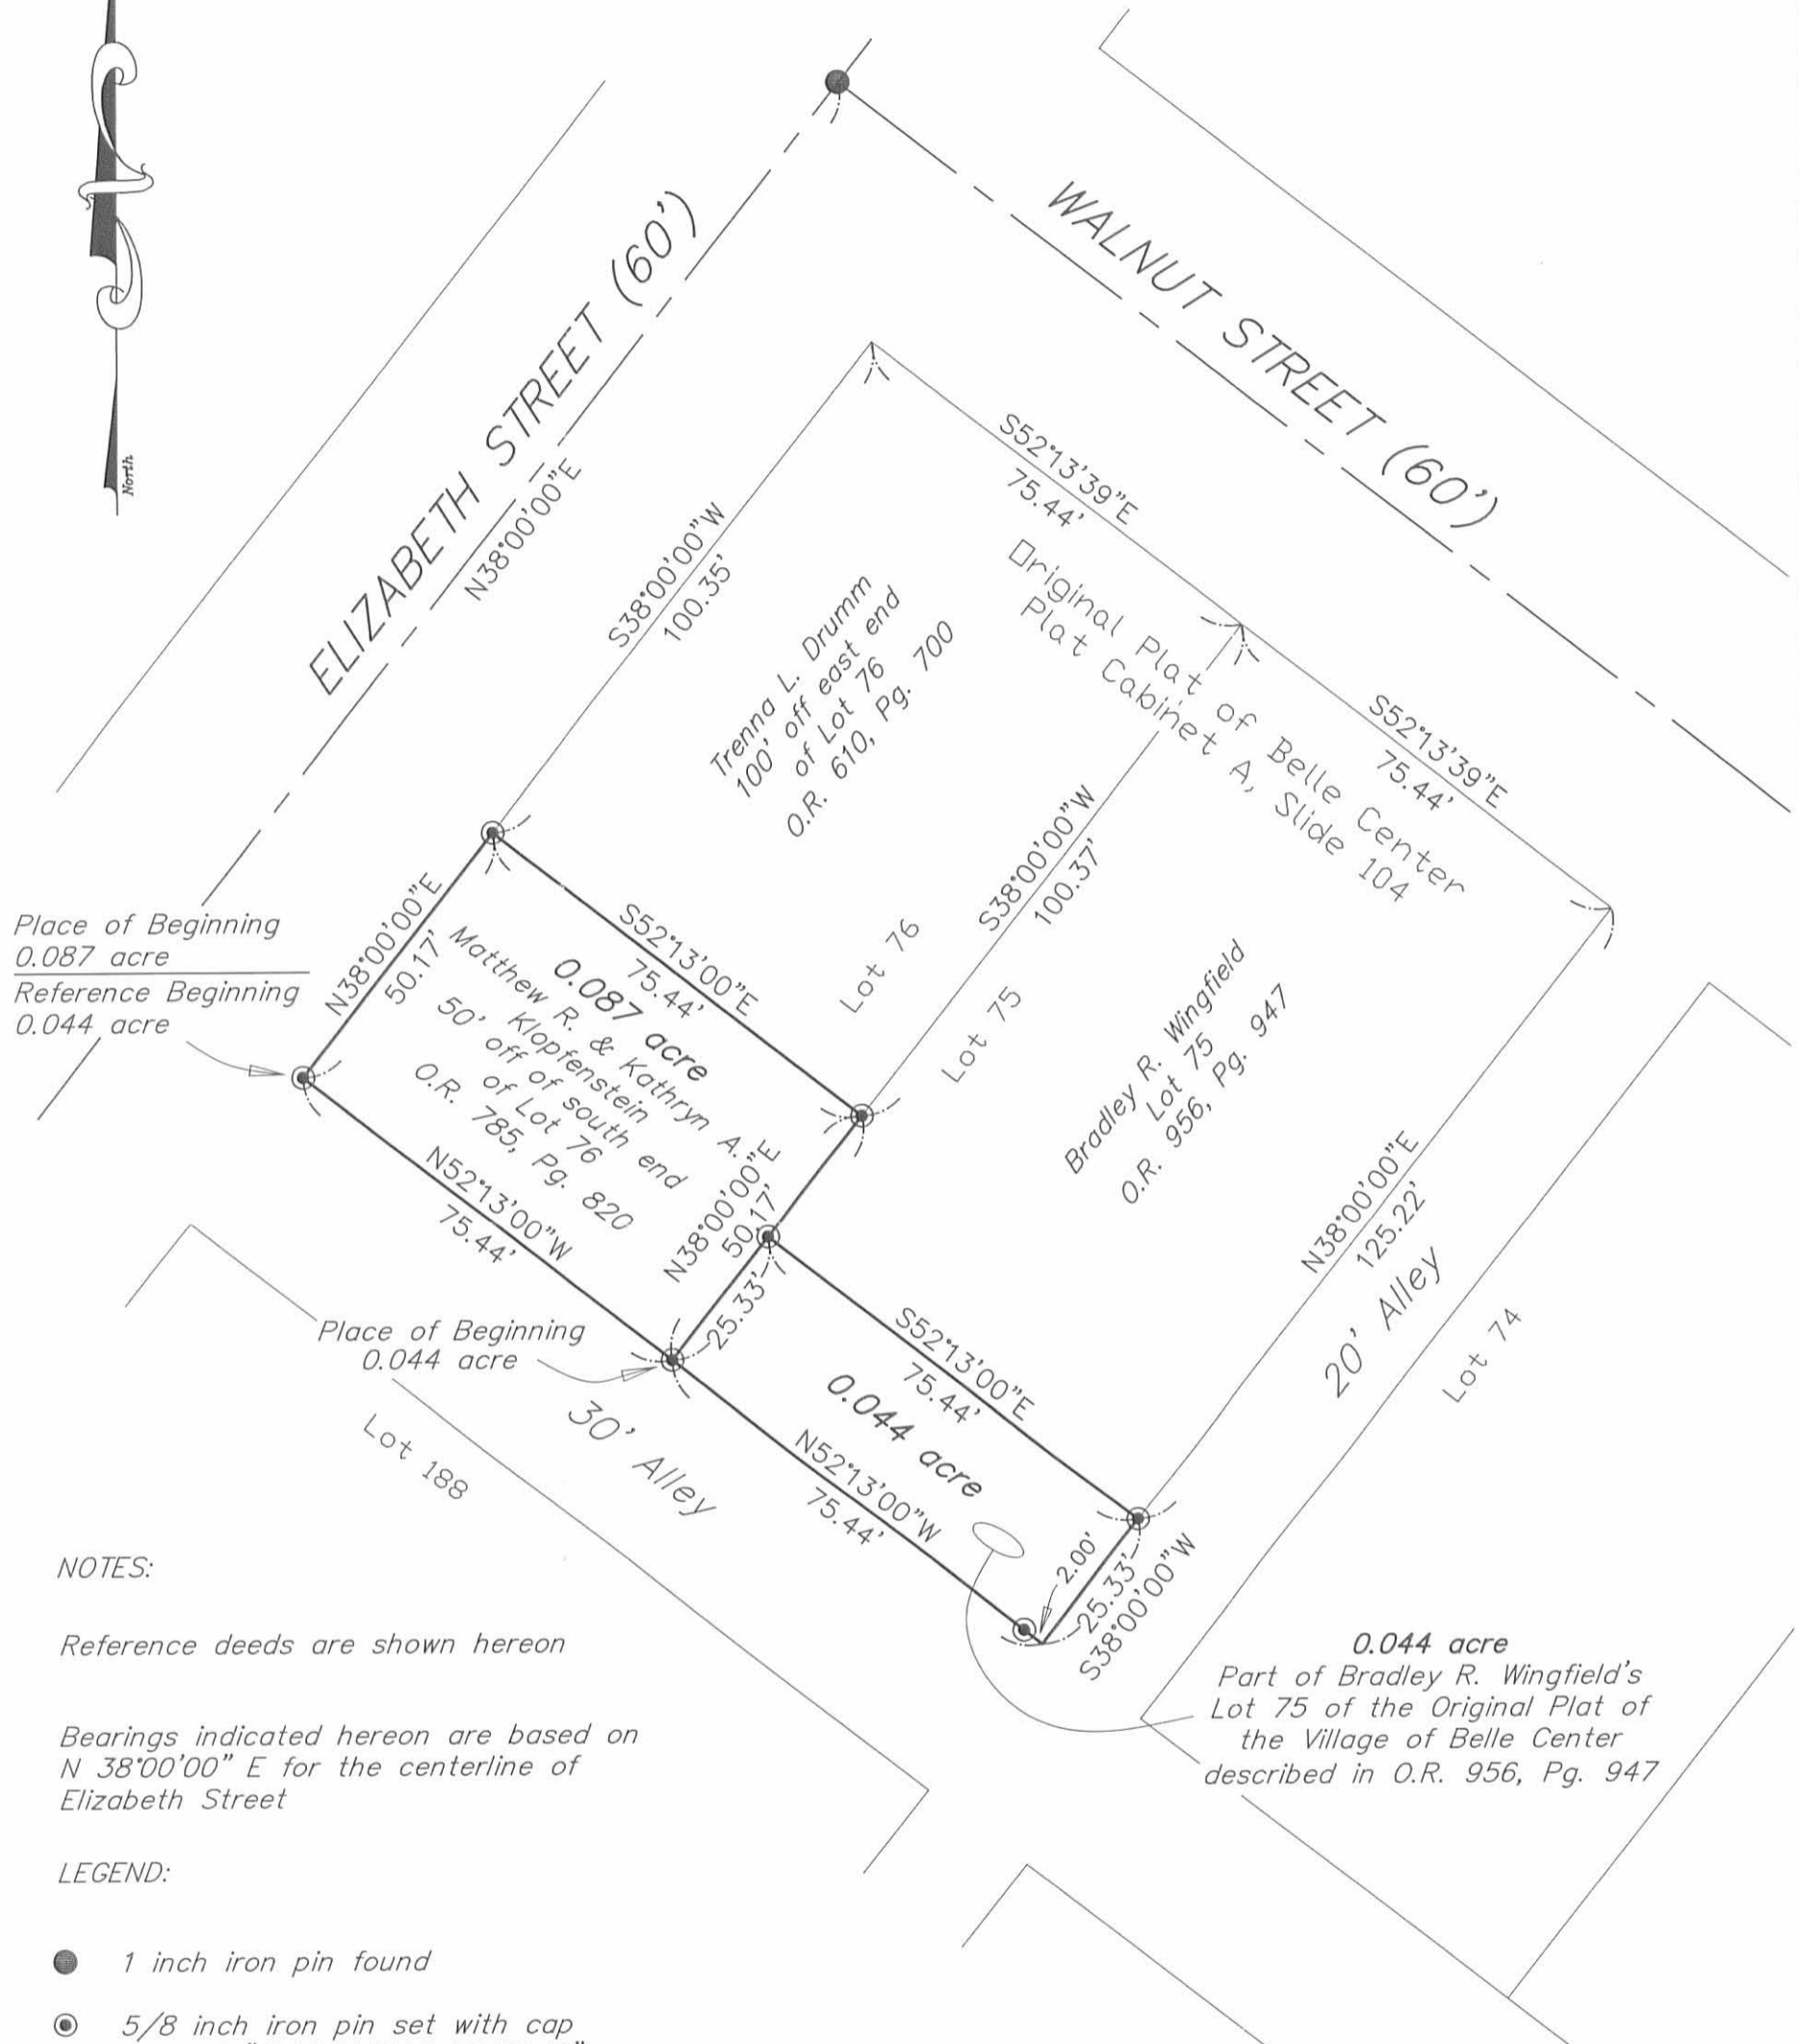 North
ELIZABETH STREET (60')
N38°00'00"E
WALNUT STREET (60')
S38°00'00"W
100.35'
S52°13'39"E
75.44'
Original Plat of Belle Center
Plat Cabinet A, Slide 104
S52°13'39"E
75.44'
Trenna L. Drumm
100' off east end
of Lot 76
O.R. 610, Pg. 700
S38°00'00"W
100.37'
Lot 76
Lot 75
Bradley R. Wingfield
Lot 75
O.R. 956, Pg. 947
N38°00'00"E
125.22'
20' Alley
Lot 74
Place of Beginning
0.087 acre
Reference Beginning
0.044 acre
N38°00'00"E
50.17'
S52°13'00"E
75.44'
0.087 acre
Matthew R. & Kathryn A.
Klopfenstein
50' off of south end
of Lot 76
O.R. 785, Pg. 820
N52°13'00"W
75.44'
N38°00'00"E
50.17'
25.33'
Place of Beginning
0.044 acre
30' Alley
Lot 188
S52°13'00"E
75.44'
0.044 acre
N52°13'00"W
75.44'
2.00'
25.33'
S38°00'00"W
0.044 acre
Part of Bradley R. Wingfield's
Lot 75 of the Original Plat of
the Village of Belle Center
described in O.R. 956, Pg. 947
NOTES:
Reference deeds are shown hereon
Bearings indicated hereon are based on
N 38°00'00" E for the centerline of
Elizabeth Street
LEGEND:
1 inch iron pin found
5/8 inch iron pin set with cap